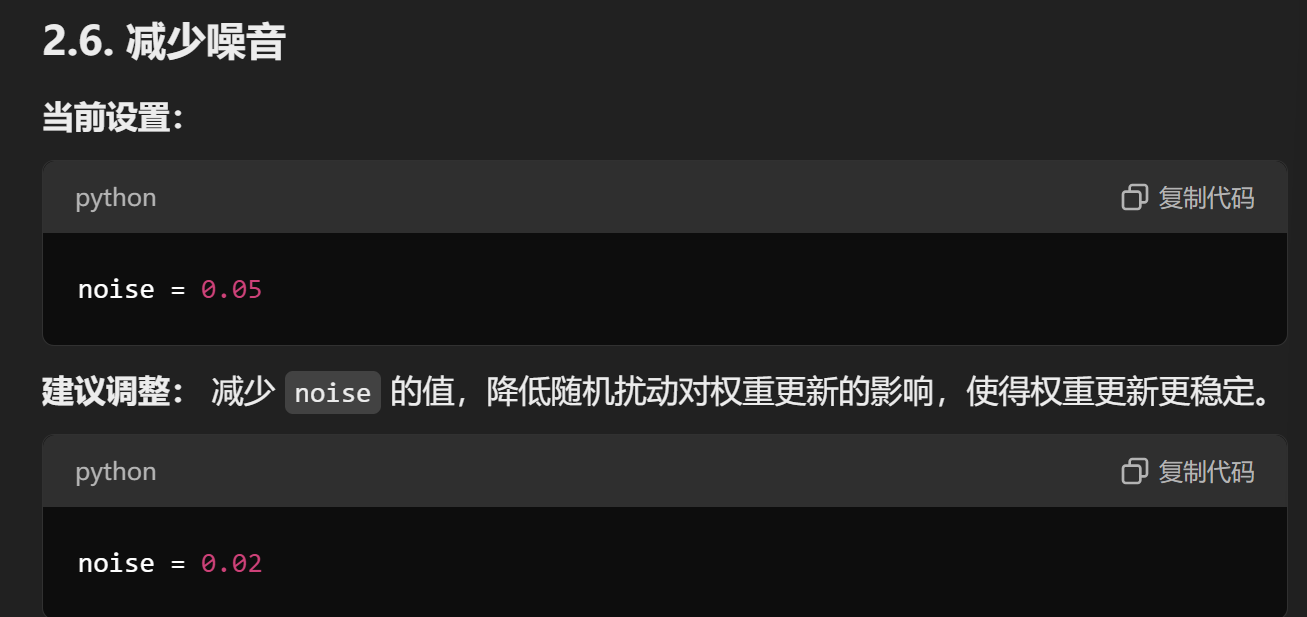 2.6. 减少噪音
当前设置：
python 复制代码
noise = 0.05
建议调整： 减少 noise 的值，降低随机扰动对权重更新的影响，使得权重更新更稳定。
python 复制代码
noise = 0.02